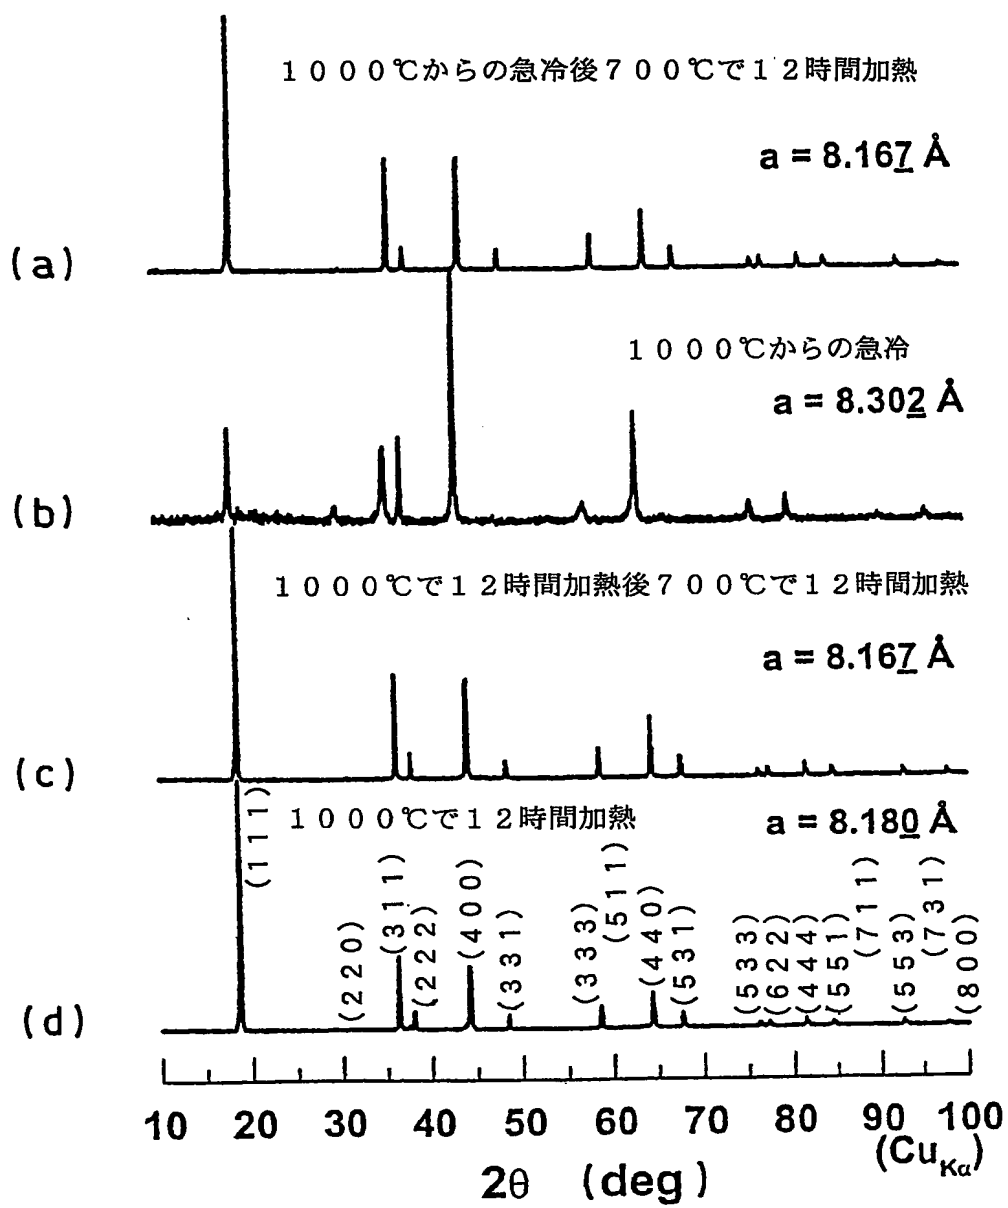 １０００℃からの急冷後７００℃で１２時間加熱
a = 8.167 Å
(a)
１０００℃からの急冷
a = 8.302 Å
(b)
１０００℃で１２時間加熱後７００℃で１２時間加熱
a = 8.167 Å
(c)
１０００℃で１２時間加熱
a = 8.180 Å
(111)
(220)
(311)
(222)
(400)
(331)
(333)
(511)
(440)
(531)
(533)
(622)
(444)
(551)
(711)
(553)
(731)
(800)
(d)
10 20 30 40 50 60 70 80 90 100
(CuKα)
2θ (deg)